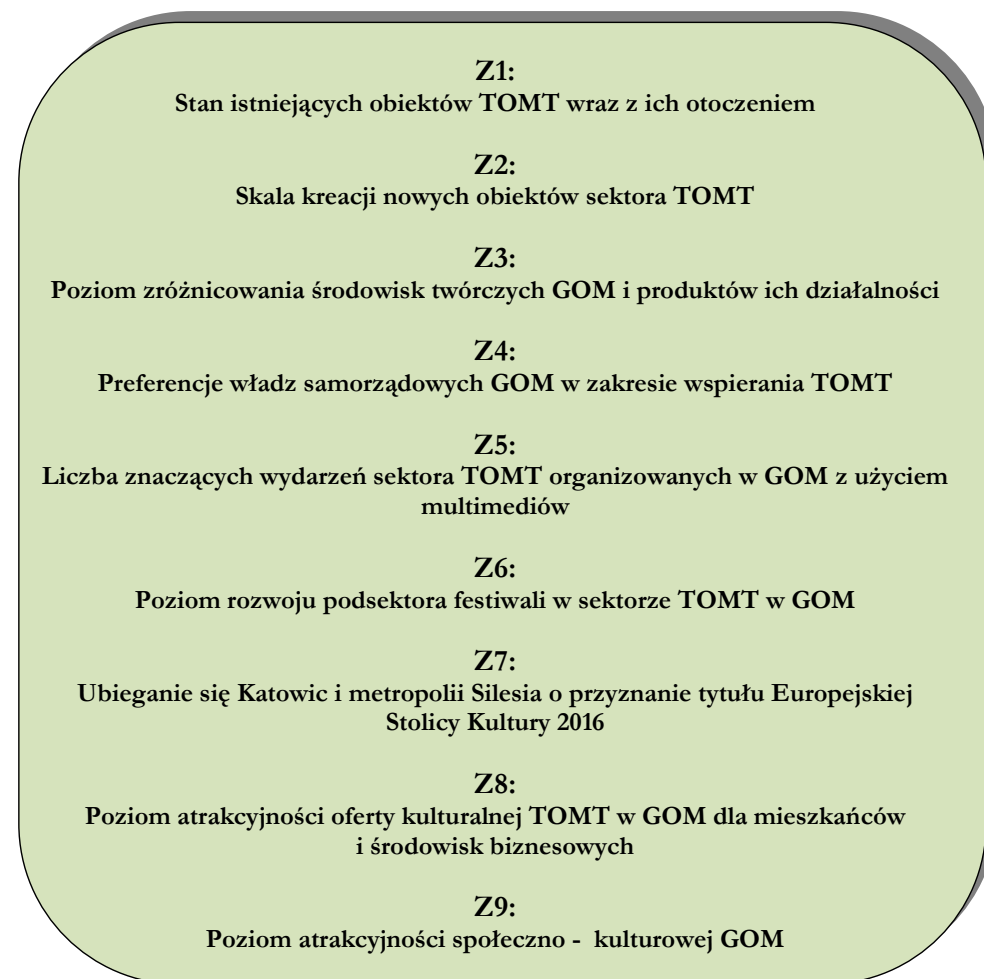 Z1:
Stan istniejących obiektów TOMT wraz z ich otoczeniem
Z2:
Skala kreacji nowych obiektów sektora TOMT
Z3:
Poziom zróżnicowania środowisk twórczych GOM i produktów ich działalności
Z4:
Preferencje władz samorządowych GOM w zakresie wspierania TOMT
Z5:
Liczba znaczących wydarzeń sektora TOMT organizowanych w GOM z użyciem
multimediów
Z6:
Poziom rozwoju podsektora festiwali w sektorze TOMT w GOM
Z7:
Ubieganie się Katowic i metropolii Silesia o przyznanie tytułu Europejskiej
Stolicy Kultury 2016
Z8:
Poziom atrakcyjności oferty kulturalnej TOMT w GOM dla mieszkańców
i środowisk biznesowych
Z9:
Poziom atrakcyjności społeczno - kulturowej GOM